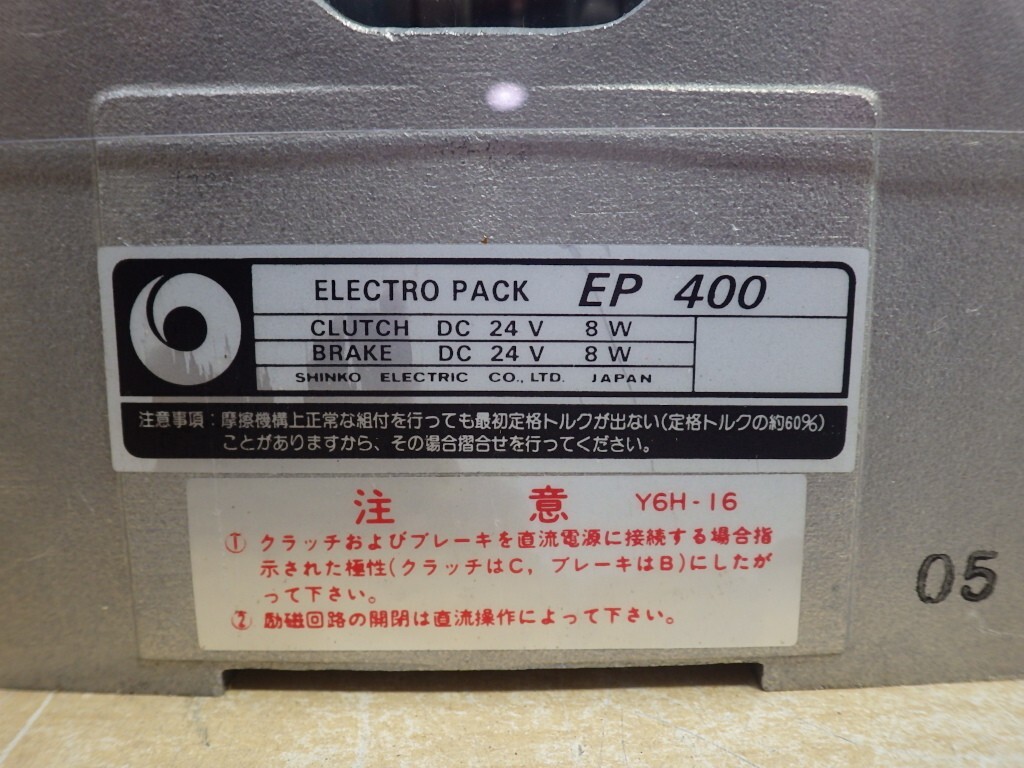 ELECTRO PACK EP 400
CLUTCH DC 24 V 8 W
BRAKE DC 24 V 8 W
SHINKO ELECTRIC CO., LTD. JAPAN
注意事項：摩擦機構上正常な組付を行っても最初定格トルクが出ない(定格トルクの約60%)
ことがありますから、その場合摺合せを行ってください。
注意 Y6H-16
① クラッチおよびブレーキを直流電源に接続する場合指
示された極性(クラッチはC, ブレーキはB)にしたが
って下さい。
② 励磁回路の開閉は直流操作によって下さい。
05